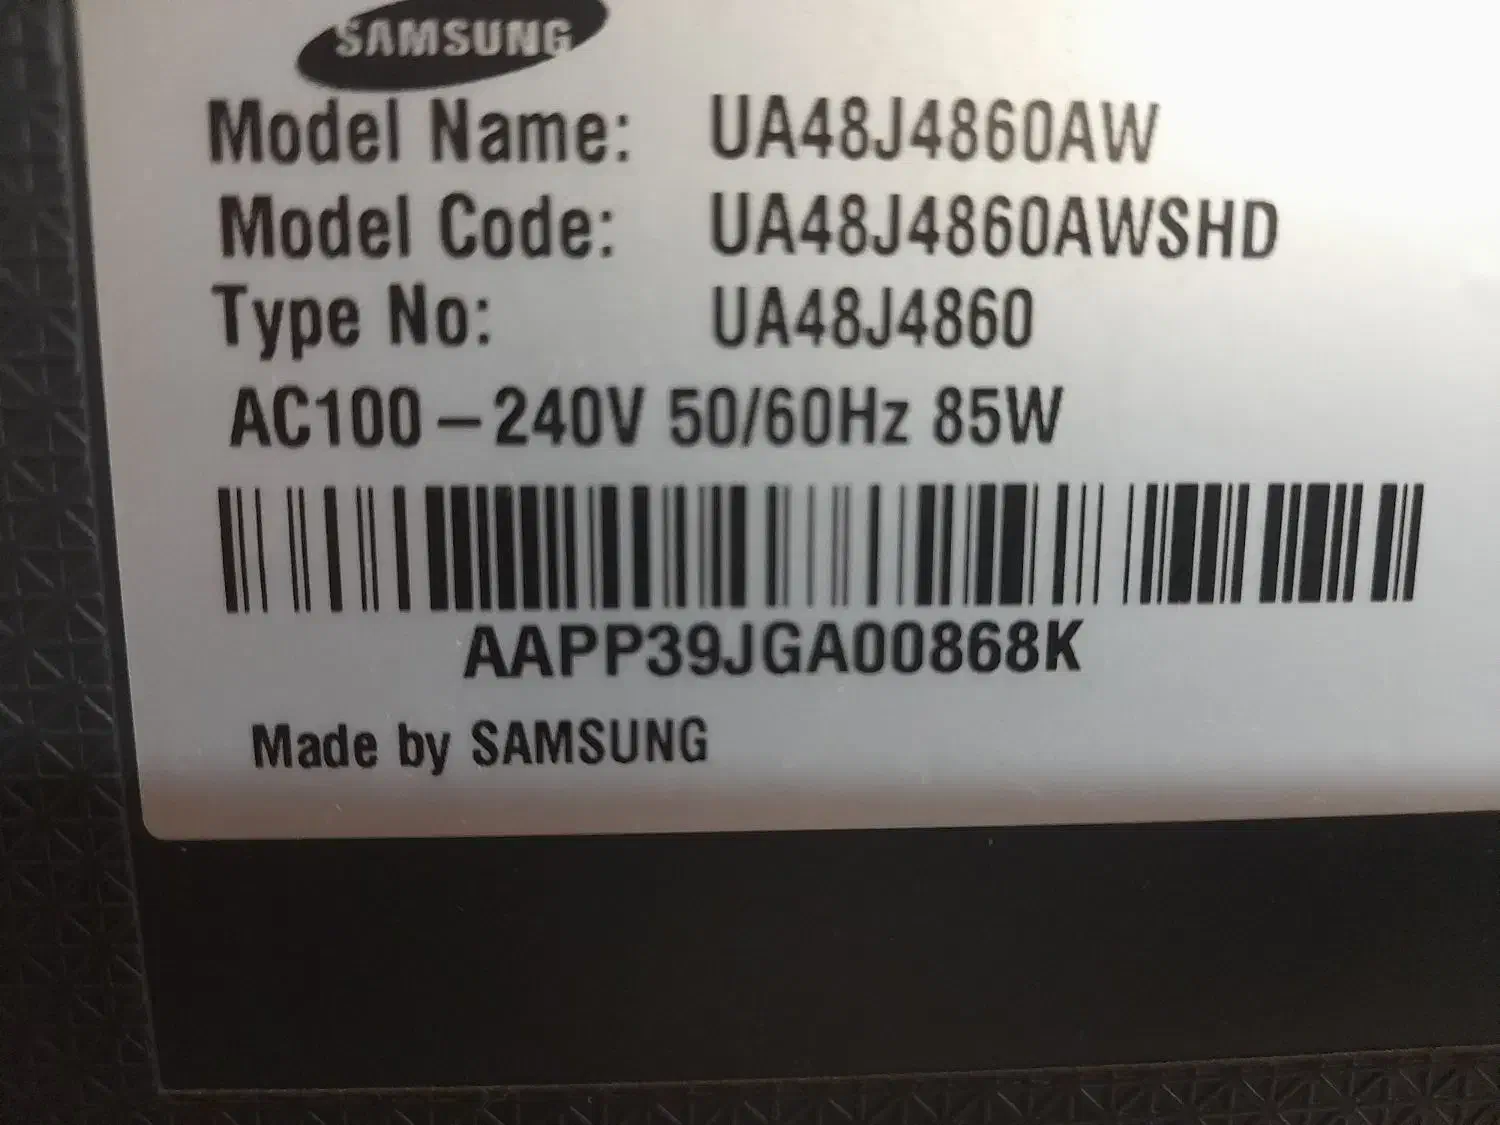 SAMSUNG
Model Name: UA48J4860AW
Model Code: UA48J4860AWSHD
Type No: UA48J4860
AC100-240V 50/60Hz 85W
AAPP39JGA00868K
Made by SAMSUNG